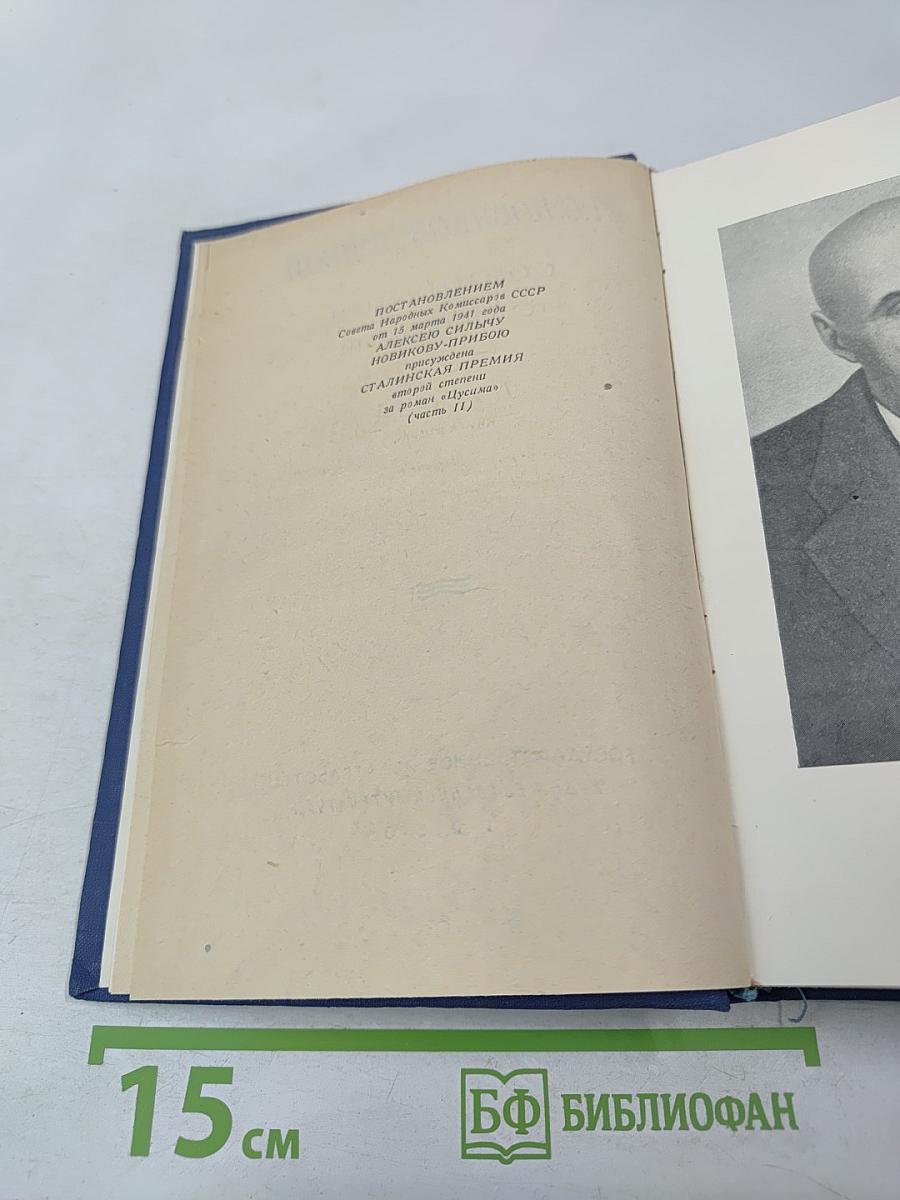 ПОСТАНОВЛЕНИЕМ
Совета Народных Комиссаров СССР
от 15 марта 1941 года
АЛЕКСЕЮ СИЛЫЧУ
НОВИКОВУ-ПРИБОЮ
присуждена
СТАЛИНСКАЯ ПРЕМИЯ
второй степени
за роман «Цусима»
(часть II)
15 см
БФ БИБЛИОФАН